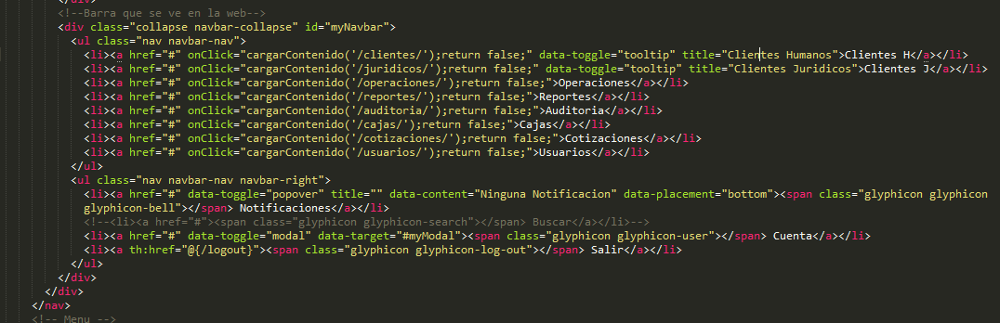 </div>
<!--Barra que se ve en la web-->
<div class="collapse navbar-collapse" id="myNavbar">
<ul class="nav navbar-nav">
<li><a href="#" onClick="cargarContenido('/clientes/');return false;" data-toggle="tooltip" title="Clientes Humanos">Clientes H</a></li>
<li><a href="#" onClick="cargarContenido('/juridicos/');return false;" data-toggle="tooltip" title="Clientes Juridicos">Clientes J</a></li>
<li><a href="#" onClick="cargarContenido('/operaciones/');return false;">Operaciones</a></li>
<li><a href="#" onClick="cargarContenido('/reportes/');return false;">Reportes</a></li>
<li><a href="#" onClick="cargarContenido('/auditoria/');return false;">Auditoria</a></li>
<li><a href="#" onClick="cargarContenido('/cajas/');return false;">Cajas</a></li>
<li><a href="#" onClick="cargarContenido('/cotizaciones/');return false;">Cotizaciones</a></li>
<li><a href="#" onClick="cargarContenido('/usuarios/');return false;">Usuarios</a></li>
</ul>
<ul class="nav navbar-nav navbar-right">
<li><a href="#" data-toggle="popover" title="" data-content="Ninguna Notificacion" data-placement="bottom"><span class="glyphicon glyphicon
glyphicon-bell"></span> Notificaciones</a></li>
<!--<li><a href="#"><span class="glyphicon glyphicon-search"></span> Buscar</a></li>-->
<li><a href="#" data-toggle="modal" data-target="#myModal"><span class="glyphicon glyphicon-user"></span> Cuenta</a></li>
<li><a th:href="@{/logout}"><span class="glyphicon glyphicon-log-out"></span> Salir</a></li>
</ul>
</div>
</div>
</nav>
<!-- Menu -->